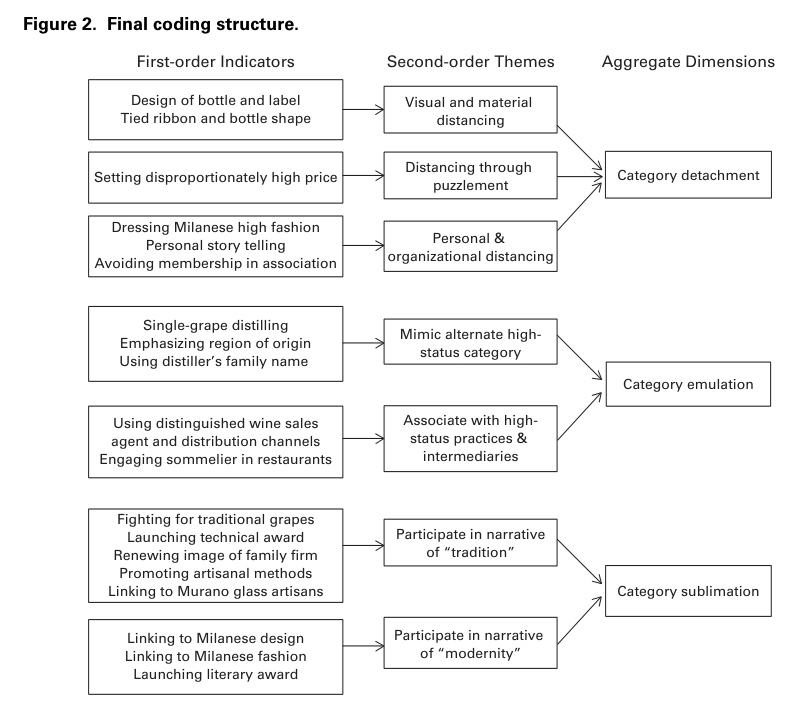 Figure 2. Final coding structure.
First-order Indicators
Second-order Themes
Aggregate Dimensions
Design of bottle and label
Tied ribbon and bottle shape
Visual and material
distancing
Setting disproportionately high price
Distancing through
puzzlement
Category detachment
Dressing Milanese high fashion
Personal story telling
Avoiding membership in association
Personal &
organizational distancing
Single-grape distilling
Emphasizing region of origin
Using distiller's family name
Mimic alternate high-
status category
Category emulation
Using distinguished wine sales
agent and distribution channels
Engaging sommelier in restaurants
Associate with high-
status practices &
intermediaries
Fighting for traditional grapes
Launching technical award
Renewing image of family firm
Promoting artisanal methods
Linking to Murano glass artisans
Participate in narrative
of “tradition”
Category sublimation
Linking to Milanese design
Linking to Milanese fashion
Launching literary award
Participate in narrative
of “modernity”